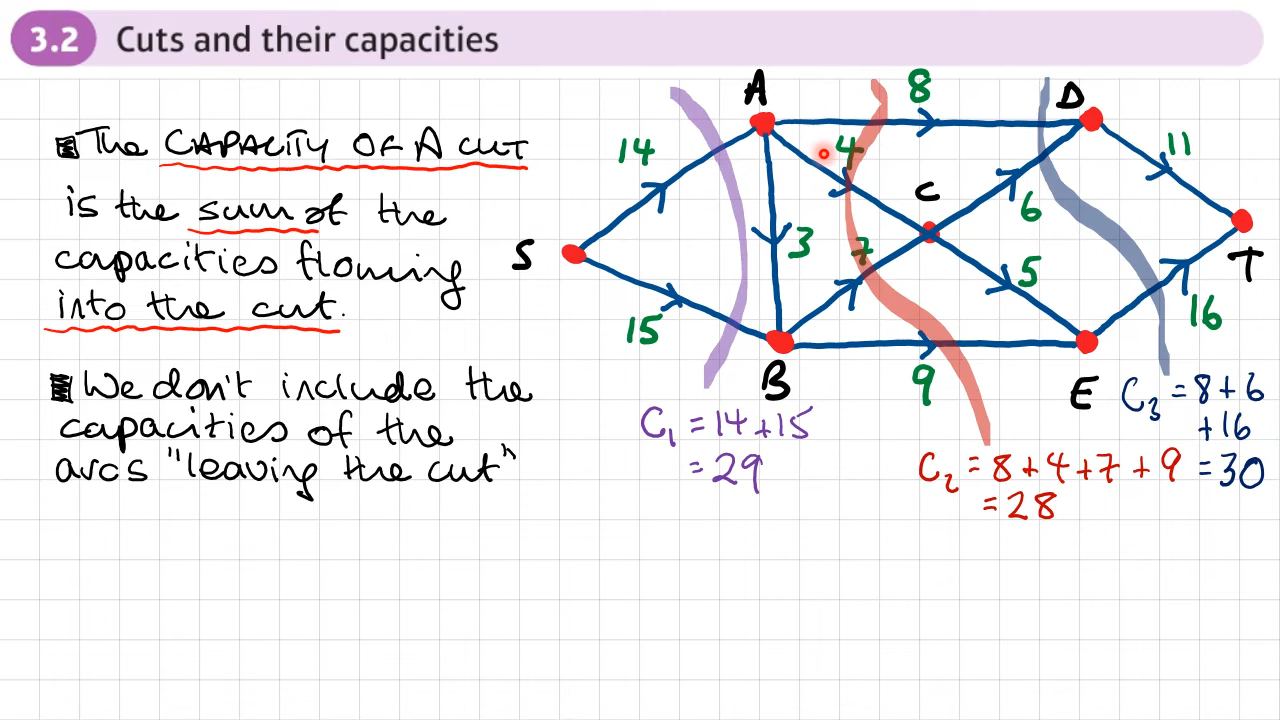 3.2 Cuts and their capacities
The CAPACITY OF A CUT
is the sum of the
capacities flowing
into the cut.
We don't include the
capacities of the
arcs "leaving the cut"
A
8
D
14
4
11
C
6
S
3
7
5
T
15
16
B
9
E
C₁ = 14 + 15
= 29
C₂ = 8 + 4 + 7 + 9
= 28
C₃ = 8 + 6
+ 16
= 30